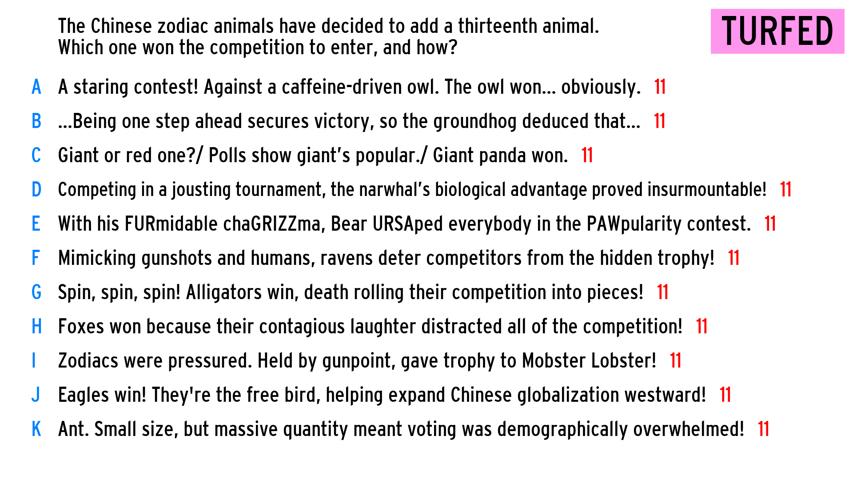 The Chinese zodiac animals have decided to add a thirteenth animal.
Which one won the competition to enter, and how?
TURFED
A A staring contest! Against a caffeine-driven owl. The owl won... obviously. 11
B ...Being one step ahead secures victory, so the groundhog deduced that... 11
C Giant or red one?/ Polls show giant's popular./ Giant panda won. 11
D Competing in a jousting tournament, the narwhal's biological advantage proved insurmountable! 11
E With his FURmidable chaGRIZZma, Bear URSAped everybody in the PAWpularity contest. 11
F Mimicking gunshots and humans, ravens deter competitors from the hidden trophy! 11
G Spin, spin, spin! Alligators win, death rolling their competition into pieces! 11
H Foxes won because their contagious laughter distracted all of the competition! 11
I Zodiacs were pressured. Held by gunpoint, gave trophy to Mobster Lobster! 11
J Eagles win! They're the free bird, helping expand Chinese globalization westward! 11
K Ant. Small size, but massive quantity meant voting was demographically overwhelmed! 11